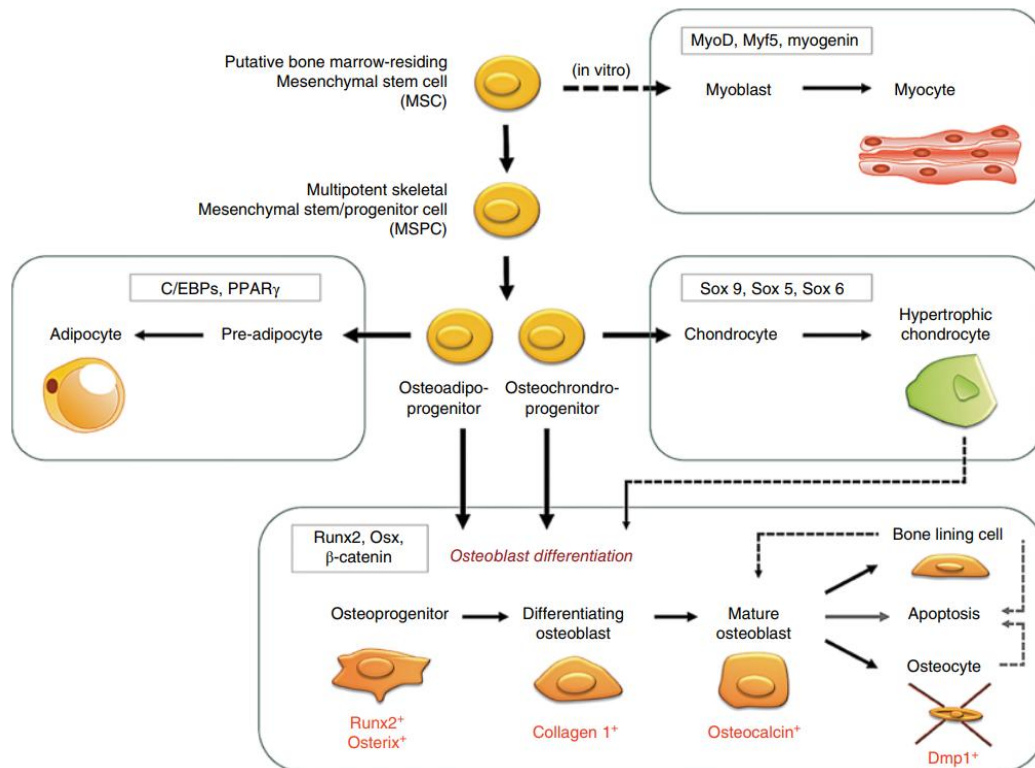 Putative bone marrow-residing
Mesenchymal stem cell
(MSC)
(in vitro)
MyoD, Myf5, myogenin
Myoblast
Myocyte
Multipotent skeletal
Mesenchymal stem/progenitor cell
(MSPC)
C/EBPs, PPARγ
Adipocyte
Pre-adipocyte
Osteoadipo-
progenitor
Osteochrondro-
progenitor
Sox 9, Sox 5, Sox 6
Chondrocyte
Hypertrophic
chondrocyte
Runx2, Osx,
β-catenin
Osteoblast differentiation
Osteoprogenitor
Runx2⁺
Osterix⁺
Differentiating
osteoblast
Collagen 1⁺
Mature
osteoblast
Osteocalcin⁺
Bone lining cell
Apoptosis
Osteocyte
Dmp1⁺